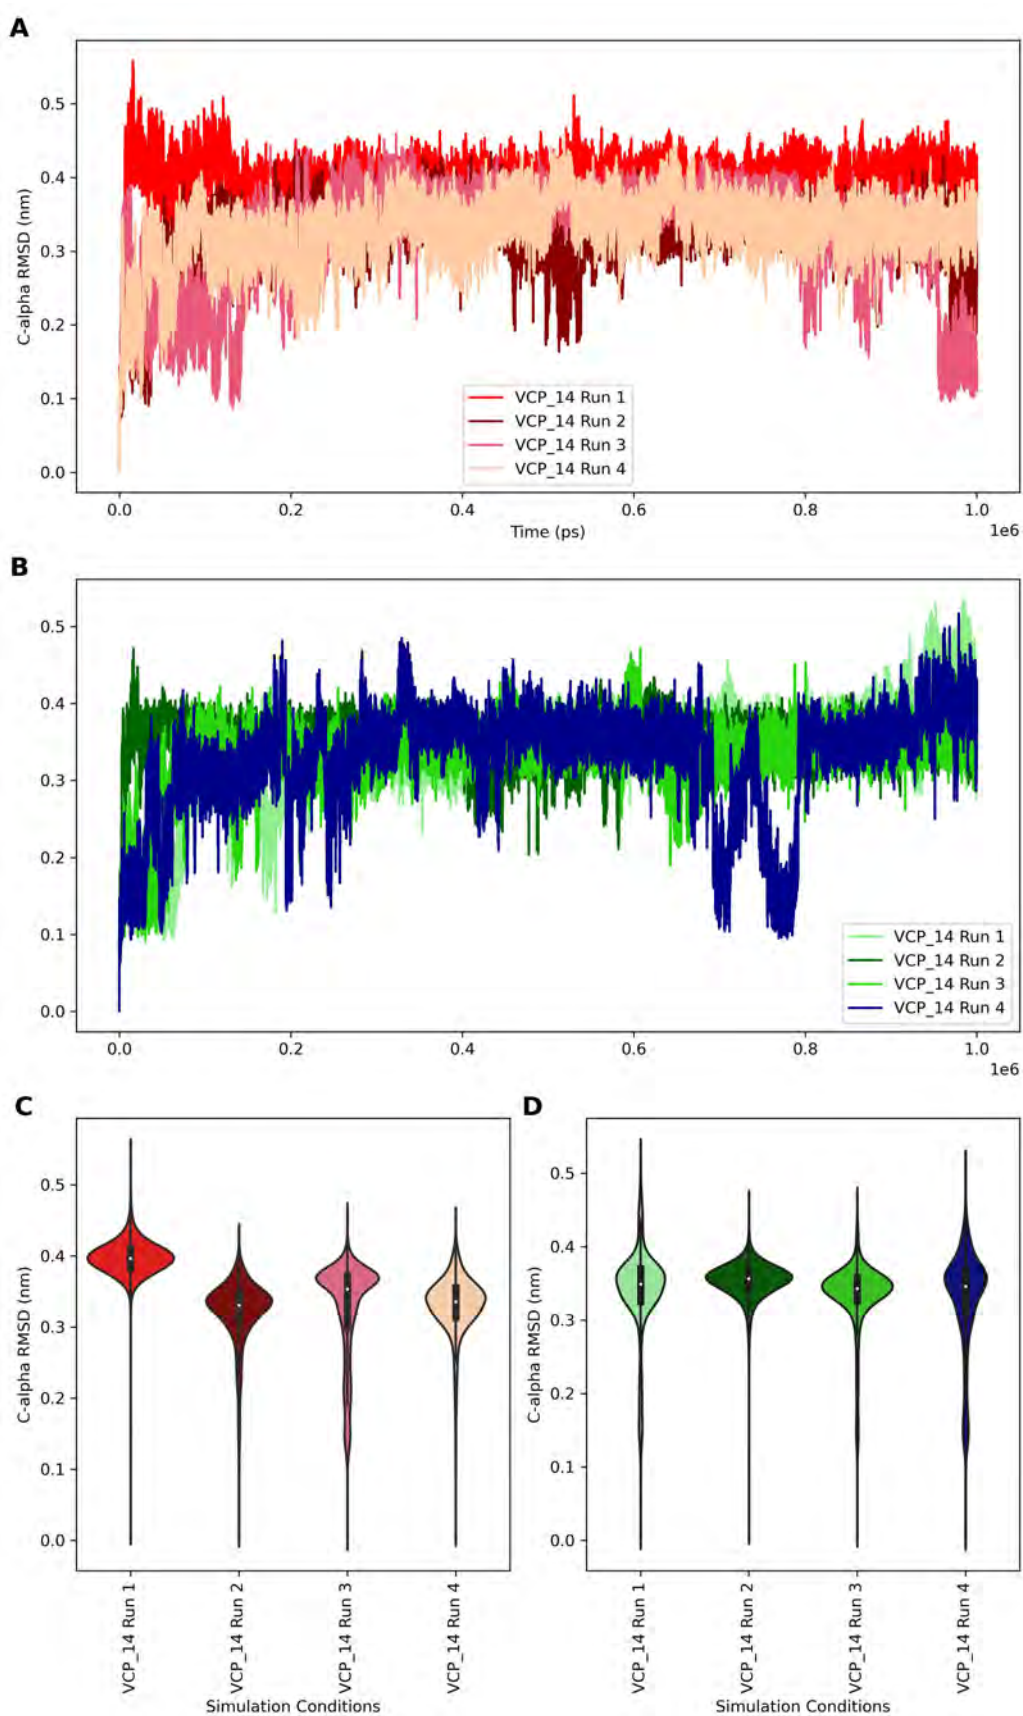 A
C-alpha RMSD (nm)
0.5
0.4
0.3
0.2
0.1
0.0
VCP_14 Run 1
VCP_14 Run 2
VCP_14 Run 3
VCP_14 Run 4
0.0 0.2 0.4 0.6 0.8 1.0
Time (ps)
1e6
B
0.5
0.4
0.3
0.2
0.1
0.0
VCP_14 Run 1
VCP_14 Run 2
VCP_14 Run 3
VCP_14 Run 4
0.0 0.2 0.4 0.6 0.8 1.0
1e6
C
C-alpha RMSD (nm)
0.5
0.4
0.3
0.2
0.1
0.0
VCP_14 Run 1
VCP_14 Run 2
VCP_14 Run 3
VCP_14 Run 4
Simulation Conditions
D
C-alpha RMSD (nm)
0.5
0.4
0.3
0.2
0.1
0.0
VCP_14 Run 1
VCP_14 Run 2
VCP_14 Run 3
VCP_14 Run 4
Simulation Conditions